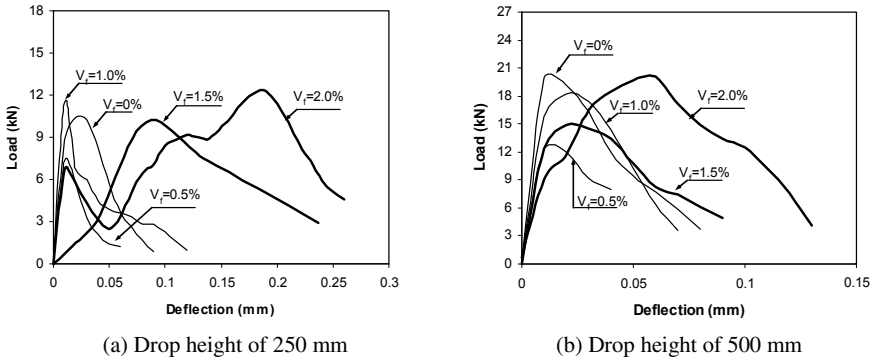 18
15
12
9
6
3
0
Load (kN)
V_f=1.0%
V_f=0%
V_f=1.5%
V_f=2.0%
V_f=0.5%
0
0.05
0.1
0.15
0.2
0.25
0.3
Deflection (mm)
(a) Drop height of 250 mm
27
24
21
18
15
12
9
6
3
0
Load (kN)
V_f=0%
V_f=1.0%
V_f=2.0%
V_f=1.5%
V_f=0.5%
0
0.05
0.1
0.15
Deflection (mm)
(b) Drop height of 500 mm